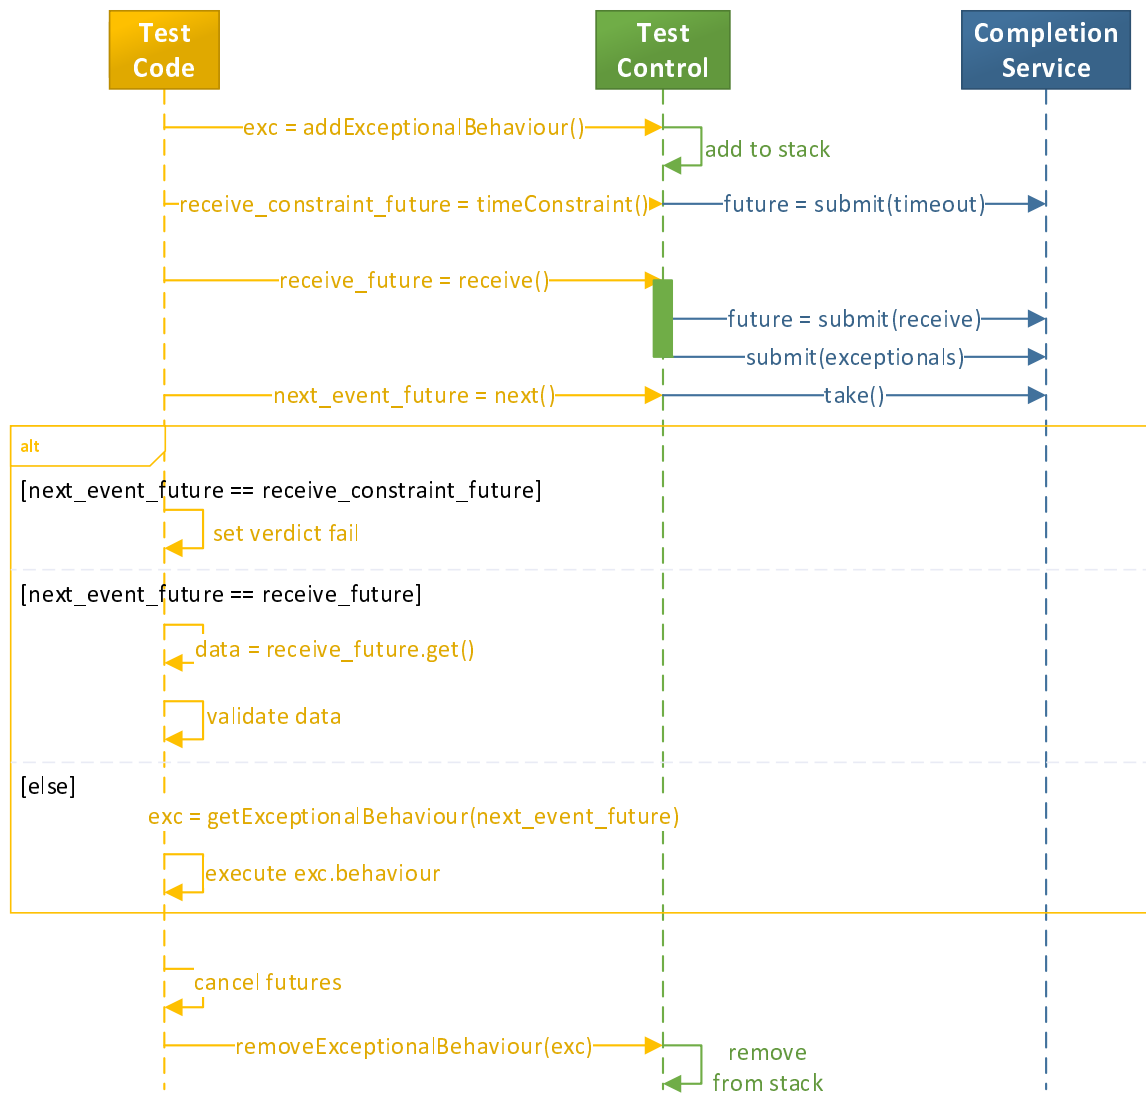 Test
Code
Test
Control
Completion
Service
exc = addExceptionalBehaviour()
add to stack
receive_constraint_future = timeConstraint()
future = submit(timeout)
receive_future = receive()
future = submit(receive)
submit(exceptionals)
next_event_future = next()
take()
alt
[next_event_future == receive_constraint_future]
set verdict fail
[next_event_future == receive_future]
data = receive_future.get()
validate data
[else]
exc = getExceptionalBehaviour(next_event_future)
execute exc.behaviour
cancel futures
removeExceptionalBehaviour(exc)
remove
from stack